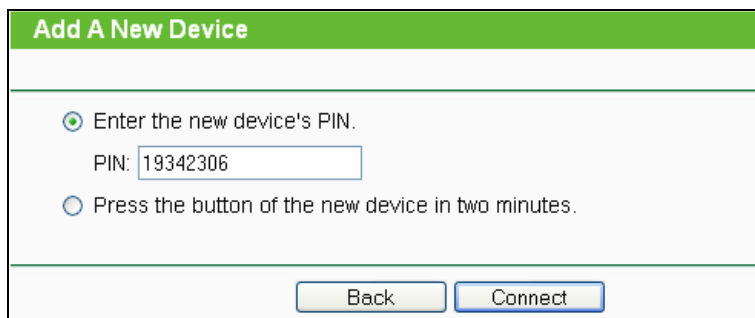 Add A New Device
Enter the new device's PIN.
PIN: 19342306
Press the button of the new device in two minutes.
Back Connect